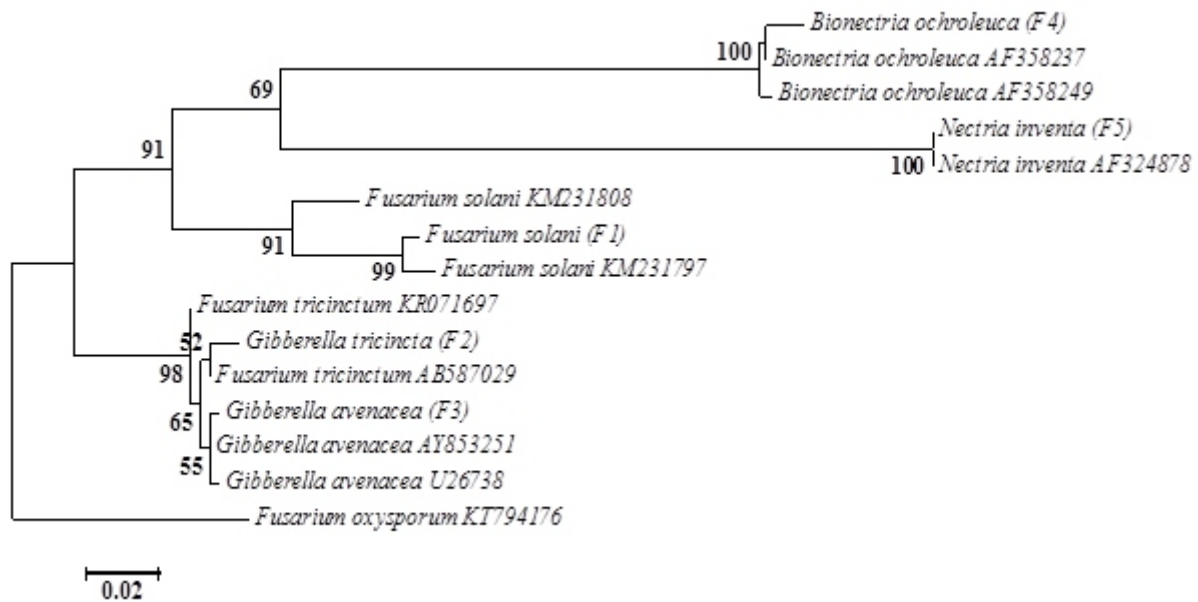 Bionectria ochroleuca (F4)
100
Bionectria ochroleuca AF358237
69
Bionectria ochroleuca AF358249
Nectria inventa (F5)
91
100
Nectria inventa AF324878
Fusarium solani KM231808
Fusarium solani (F1)
91
99
Fusarium solani KM231797
Fusarium tricinctum KR071697
52
Gibberella tricincta (F2)
98
Fusarium tricinctum AB587029
65
Gibberella avenacea (F3)
Gibberella avenacea AY853251
55
Gibberella avenacea U26738
Fusarium oxysporum KT794176
0.02